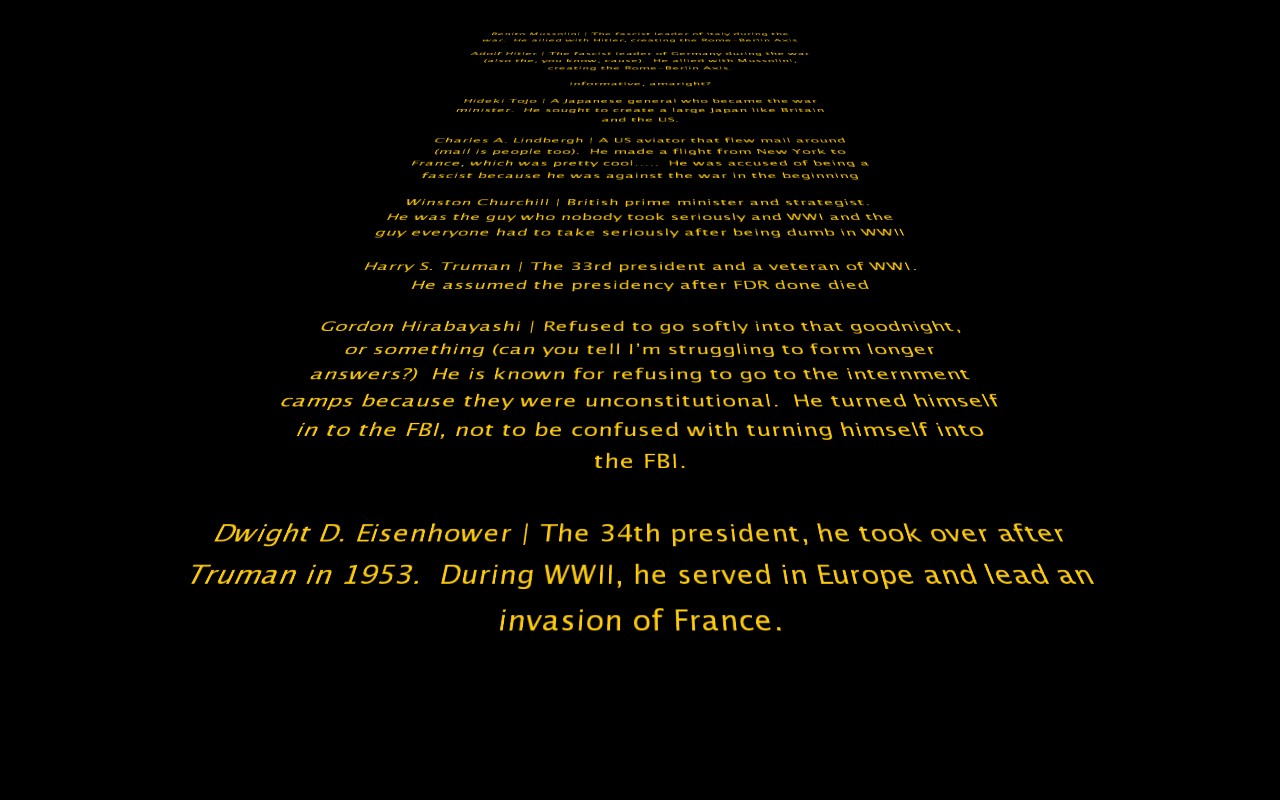 Benito Mussolini | The fascist leader of Italy during the
war.  He allied with Hitler, creating the Rome-Berlin Axis.
Adolf Hitler | The fascist leader of Germany during the war
(also the, you know, cause).  He allied with Mussolini,
creating the Rome-Berlin Axis.
informative, amaright?
Hideki Tojo | A Japanese general who became the war
minister.  He sought to create a large Japan like Britain
and the US.
Charles A. Lindbergh | A US aviator that flew mail around
(mail is people too).  He made a flight from New York to
France, which was pretty cool.....  He was accused of being a
fascist because he was against the war in the beginning
Winston Churchill | British prime minister and strategist.
He was the guy who nobody took seriously and WWI and the
guy everyone had to take seriously after being dumb in WWII
Harry S. Truman | The 33rd president and a veteran of WWI.
He assumed the presidency after FDR done died
Gordon Hirabayashi | Refused to go softly into that goodnight,
or something (can you tell I'm struggling to form longer
answers?)  He is known for refusing to go to the internment
camps because they were unconstitutional.  He turned himself
in to the FBI, not to be confused with turning himself into
the FBI.
Dwight D. Eisenhower | The 34th president, he took over after
Truman in 1953.  During WWII, he served in Europe and lead an
invasion of France.